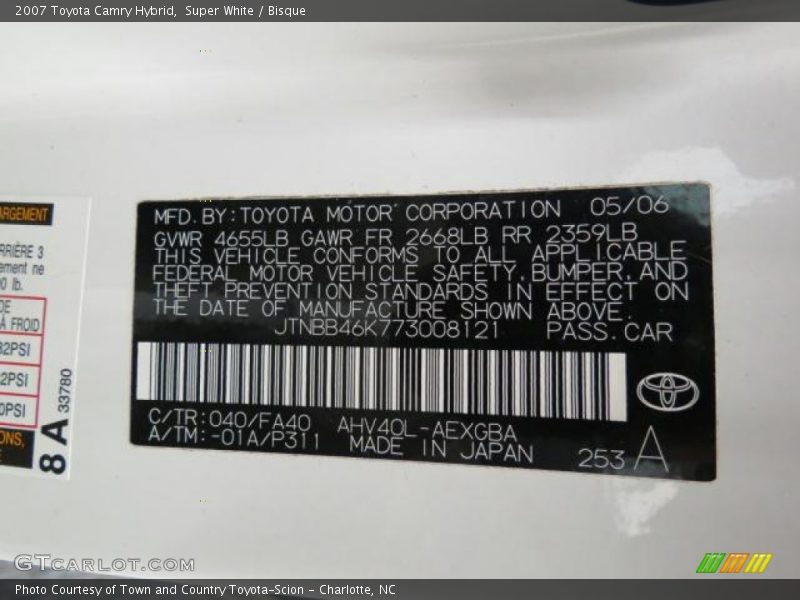 2007 Toyota Camry Hybrid,  Super White / Bisque
ARGEMENT
RRIÈRE 3
ement ne
0 lb.
DE
À FROID
32PSI
2PSI
0PSI
ONS,
8 A 33780
MFD. BY: TOYOTA MOTOR CORPORATION 05/06
GVWR 4655LB GAWR FR 2668LB RR 2359LB
THIS VEHICLE CONFORMS TO ALL APPLICABLE
FEDERAL MOTOR VEHICLE SAFETY, BUMPER, AND
THEFT PREVENTION STANDARDS IN EFFECT ON
THE DATE OF MANUFACTURE SHOWN ABOVE.
JTNBB46K773008121 PASS. CAR
C/TR: 040/FA40 AHV40L-AEXGBA
A/TM: -01A/P311 MADE IN JAPAN
253 A
GTCARLOT.COM
Photo Courtesy of Town and Country Toyota-Scion – Charlotte, NC